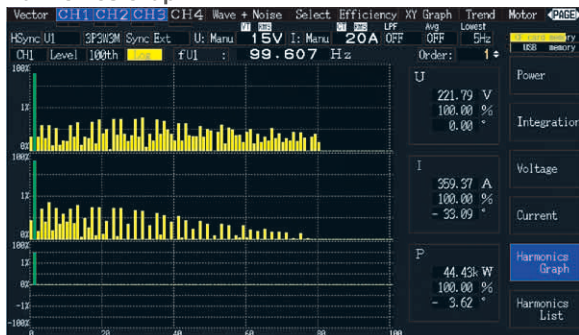 Vector CH1 CH2 CH3 CH4 Wave + Noise Select Efficiency XY Graph Trend Motor PAGE
HSync U1 3P3W3M Sync Ext U: Manu 15V I: Manu 20A LPF OFF Avg OFF Lowest 5Hz
CH1 Level 100th Log fU1 : 99.607 Hz Order: 1
USB memory
100%
1%
0%
100%
1%
0%
100%
1%
0%
-1%
-100%
0 20 40 60 80 100
U
221.79 V
100.00 %
0.00 °
I
359.37 A
100.00 %
- 33.09 °
P
44.43k W
100.00 %
- 3.62 °
Power
Integration
Voltage
Current
Harmonics
Graph
Harmonics
List